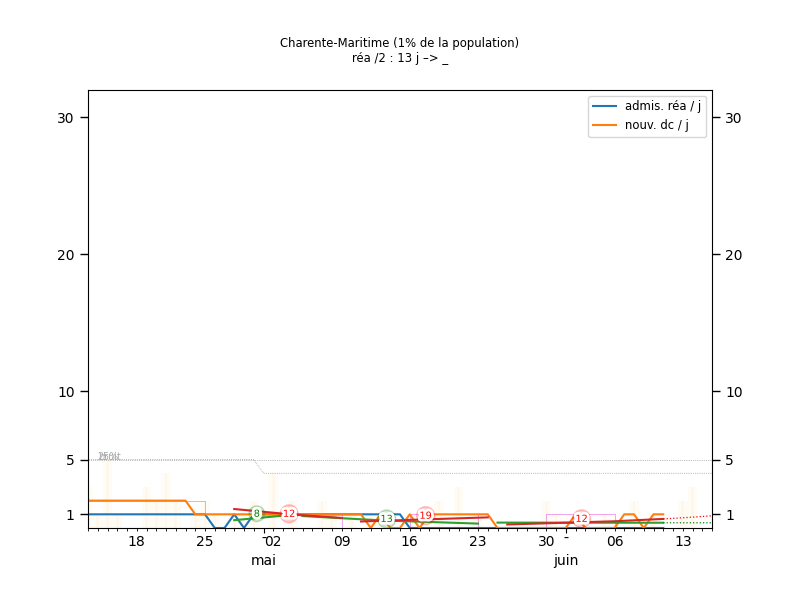 Charente-Maritime (1% de la population)
réa /2 : 13 j –> _
admis. réa / j
nouv. dc / j
30 30
20 20
10 10
5 5
1 1
8 12 13 19 12
18 25 02 09 16 23 30 06 13
mai juin